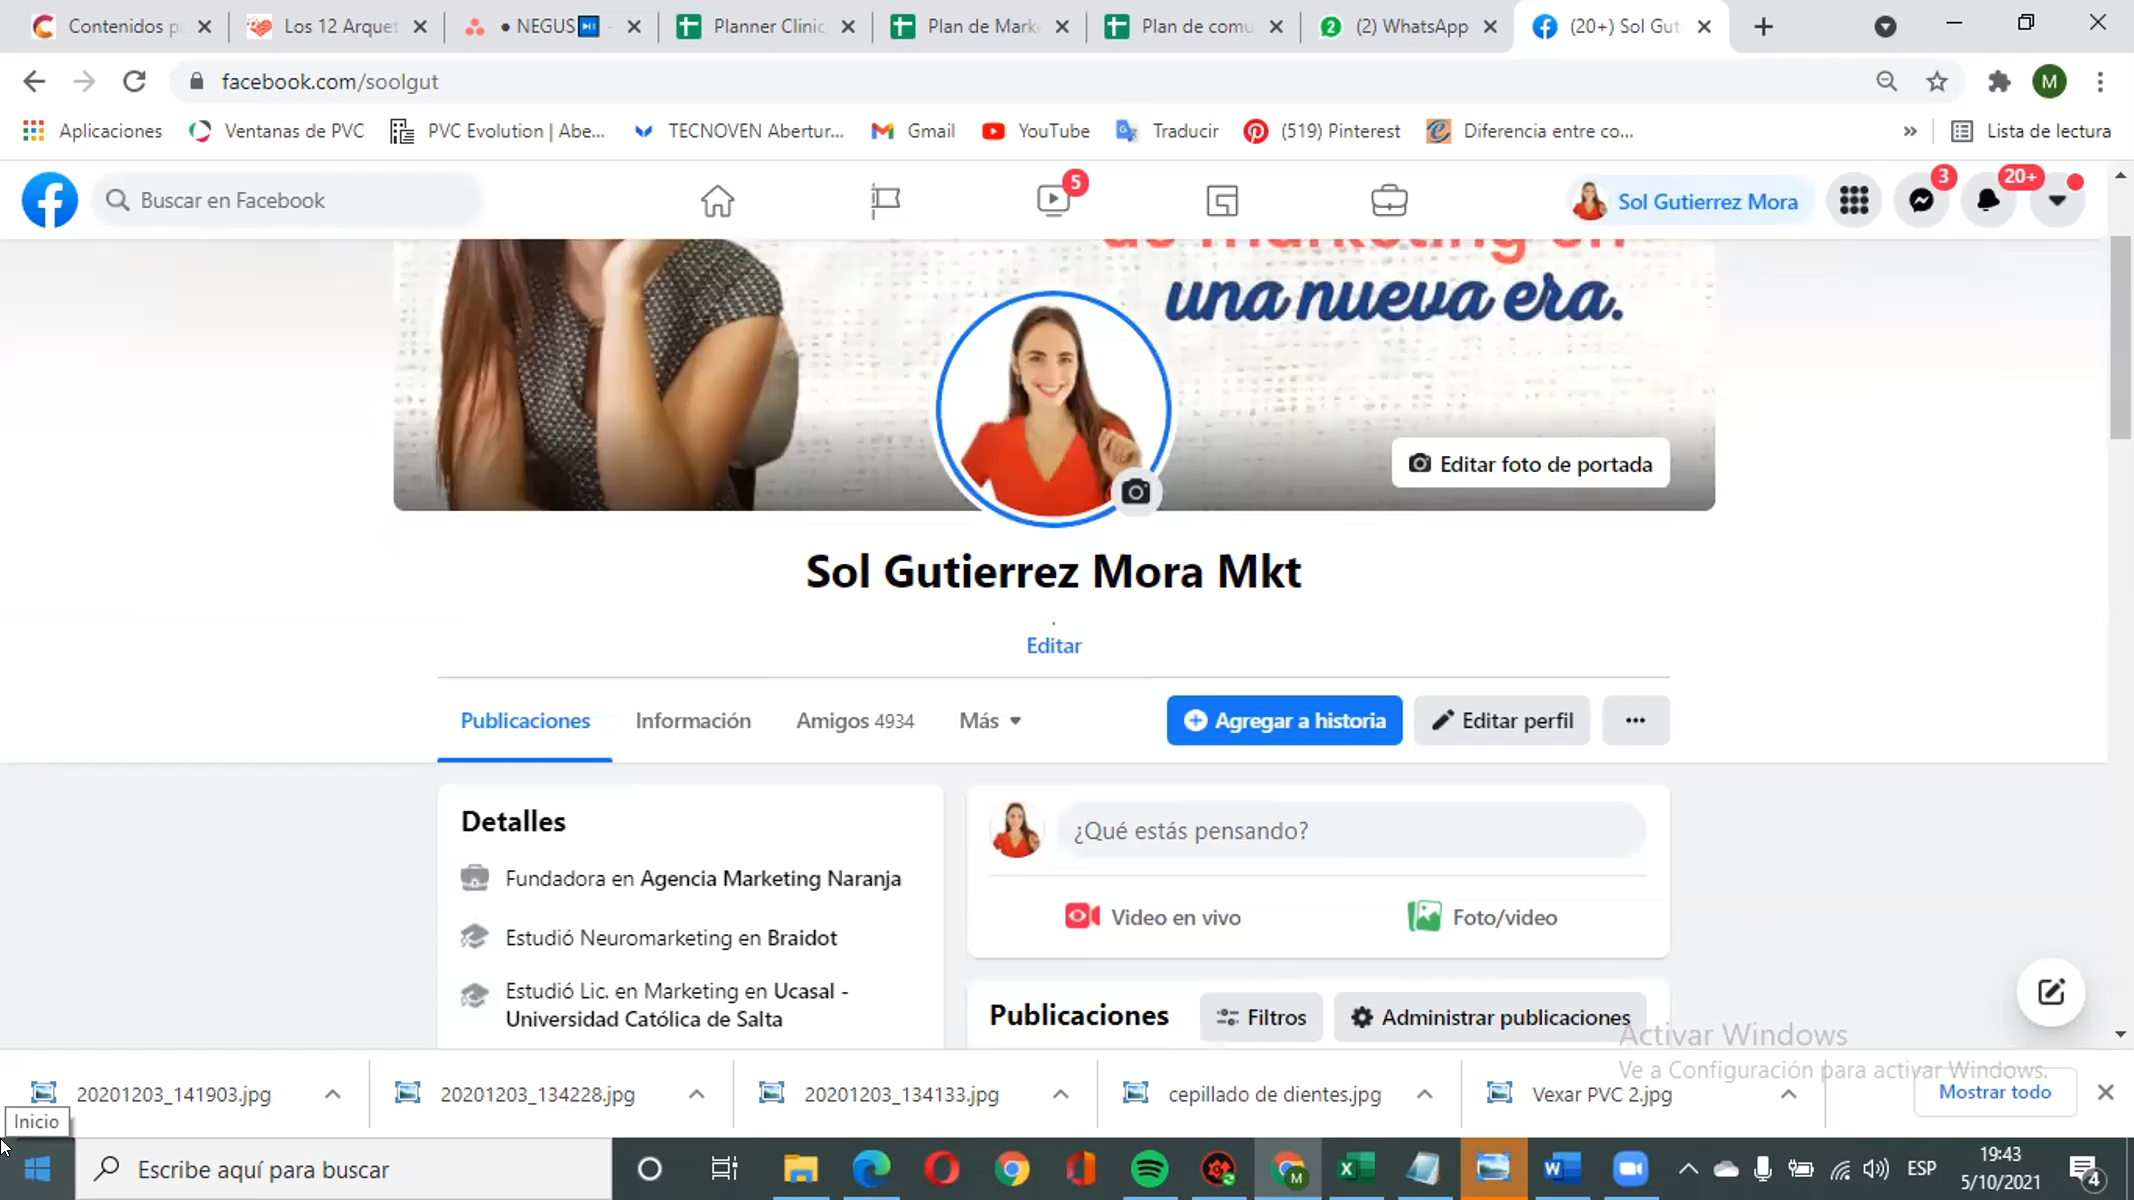 Contenidos p
Los 12 Arquet
• NEGUS
Planner Clinic
Plan de Mark
Plan de comu
(2) WhatsApp
(20+) Sol Gut
facebook.com/soolgut
M
Aplicaciones
Ventanas de PVC
PVC Evolution | Abe...
TECNOVEN Abertur...
Gmail
YouTube
Traducir
(519) Pinterest
Diferencia entre co...
»
Lista de lectura
Buscar en Facebook
5
Sol Gutierrez Mora
3
20+
de marketing en
una nueva era.
Editar foto de portada
Sol Gutierrez Mora Mkt
.
Editar
Publicaciones
Información
Amigos 4934
Más
Agregar a historia
Editar perfil
Detalles
Fundadora en Agencia Marketing Naranja
Estudió Neuromarketing en Braidot
Estudió Lic. en Marketing en Ucasal -
Universidad Católica de Salta
¿Qué estás pensando?
Video en vivo
Foto/video
Publicaciones
Filtros
Administrar publicaciones
Activar Windows
Ve a Configuración para activar Windows.
20201203_141903.jpg
20201203_134228.jpg
20201203_134133.jpg
cepillado de dientes.jpg
Vexar PVC 2.jpg
Mostrar todo
Inicio
Escribe aquí para buscar
ESP
19:43
5/10/2021
4